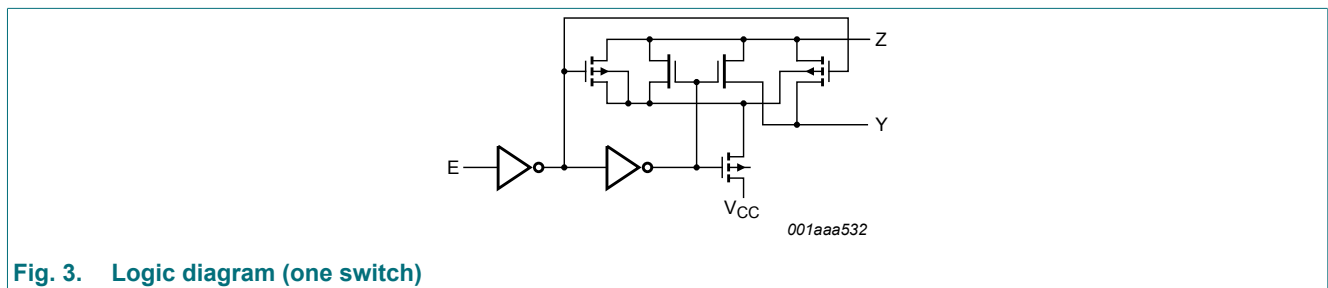 Z
Y
E
VCC
001aaa532
Fig. 3. Logic diagram (one switch)